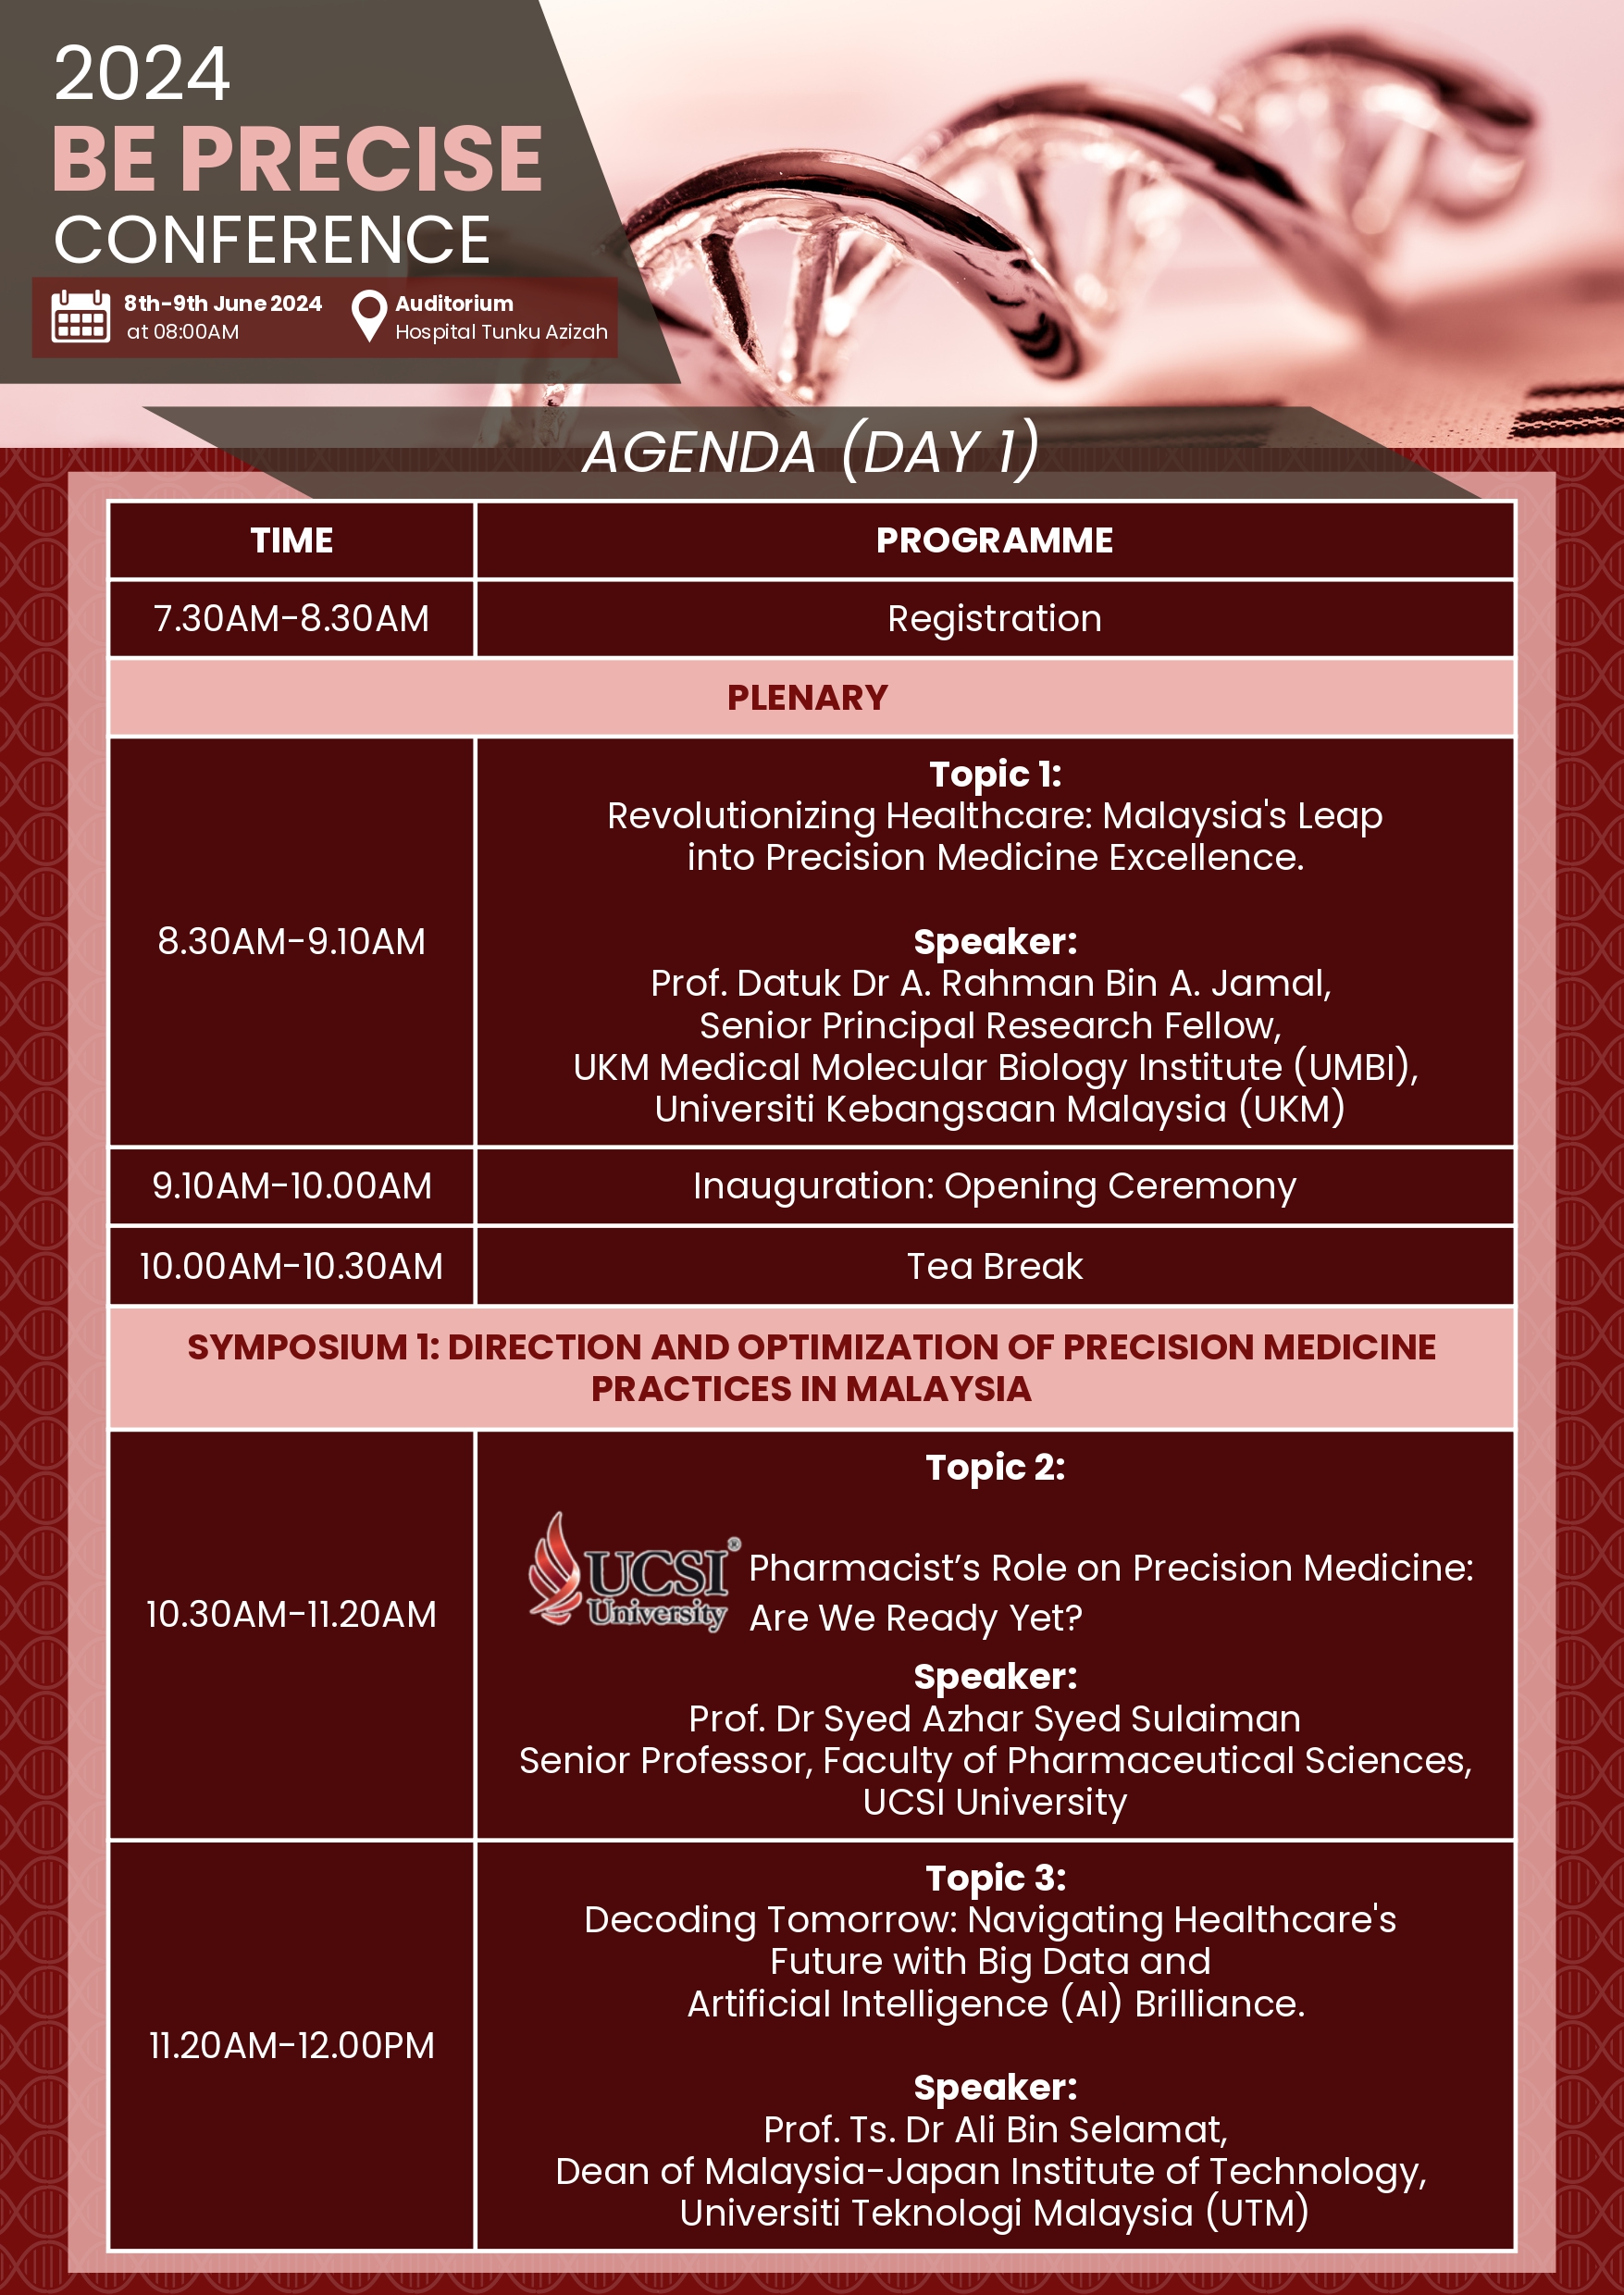 2024
BE PRECISE
CONFERENCE
8th-9th June 2024
at 08:00AM
Auditorium
Hospital Tunku Azizah
AGENDA (DAY 1)
TIME
PROGRAMME
7.30AM-8.30AM
Registration
PLENARY
8.30AM-9.10AM
Topic 1:
Revolutionizing Healthcare: Malaysia's Leap
into Precision Medicine Excellence.
Speaker:
Prof. Datuk Dr A. Rahman Bin A. Jamal,
Senior Principal Research Fellow,
UKM Medical Molecular Biology Institute (UMBI),
Universiti Kebangsaan Malaysia (UKM)
9.10AM-10.00AM
Inauguration: Opening Ceremony
10.00AM-10.30AM
Tea Break
SYMPOSIUM 1: DIRECTION AND OPTIMIZATION OF PRECISION MEDICINE
PRACTICES IN MALAYSIA
10.30AM-11.20AM
Topic 2:
UCSI®
University
Pharmacist’s Role on Precision Medicine:
Are We Ready Yet?
Speaker:
Prof. Dr Syed Azhar Syed Sulaiman
Senior Professor, Faculty of Pharmaceutical Sciences,
UCSI University
11.20AM-12.00PM
Topic 3:
Decoding Tomorrow: Navigating Healthcare's
Future with Big Data and
Artificial Intelligence (AI) Brilliance.
Speaker:
Prof. Ts. Dr Ali Bin Selamat,
Dean of Malaysia-Japan Institute of Technology,
Universiti Teknologi Malaysia (UTM)